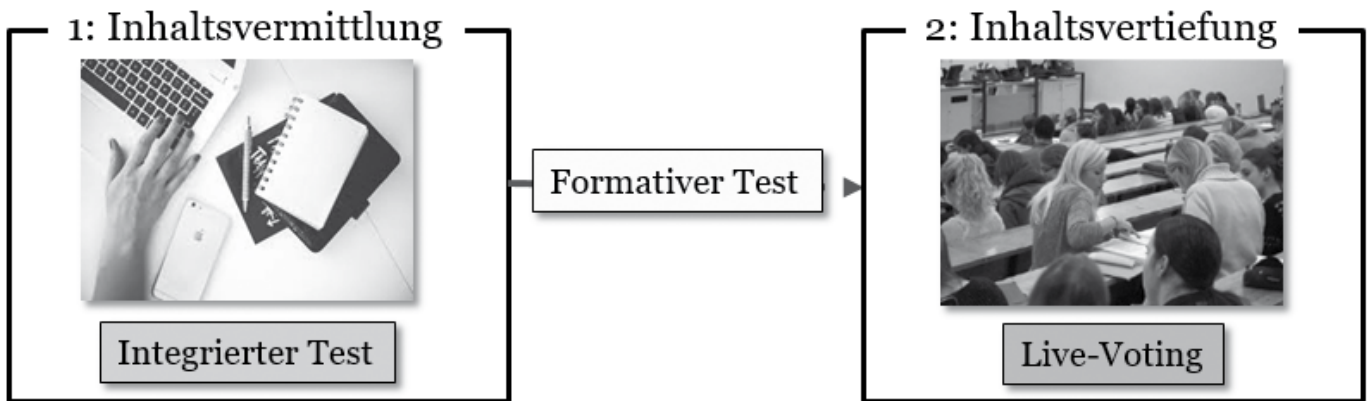 1: Inhaltsvermittlung
2: Inhaltsvertiefung
Formativer Test
Integrierter Test
Live-Voting